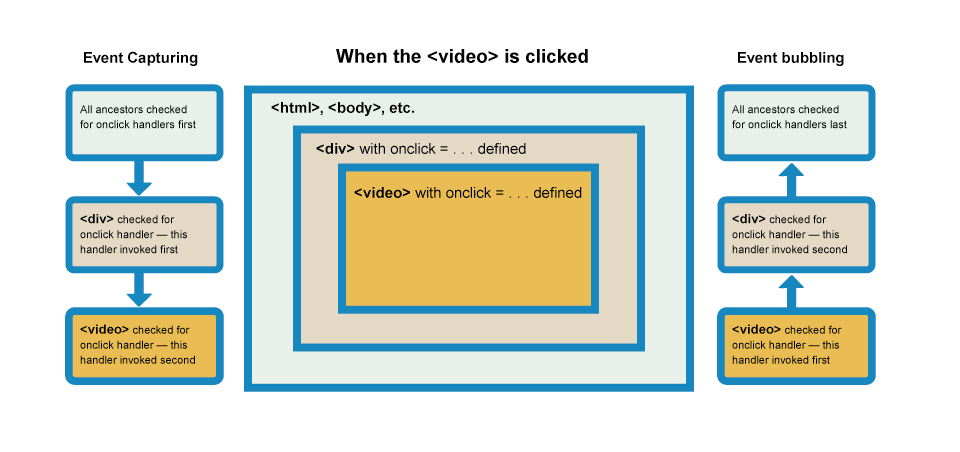 Event Capturing
All ancestors checked
for onclick handlers first
<div> checked for
onclick handler — this
handler invoked first
<video> checked for
onclick handler — this
handler invoked second
When the <video> is clicked
<html>, <body>, etc.
<div> with onclick = . . . defined
<video> with onclick = . . . defined
Event bubbling
All ancestors checked
for onclick handlers last
<div> checked for
onclick handler — this
handler invoked second
<video> checked for
onclick handler — this
handler invoked first